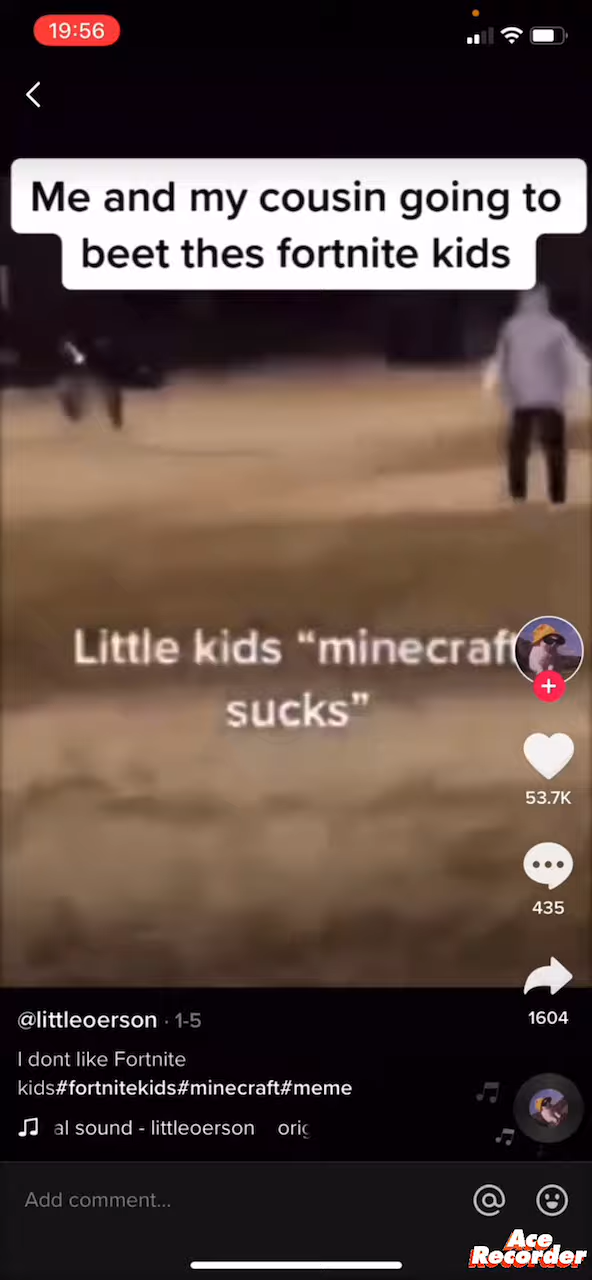 19:56
Me and my cousin going to
beet thes fortnite kids
Little kids “minecraft
sucks”
53.7K
435
1604
@littleoerson · 1-5
I dont like Fortnite
kids#fortnitekids#minecraft#meme
al sound - littleoerson orig
Add comment...
Ace
Recorder